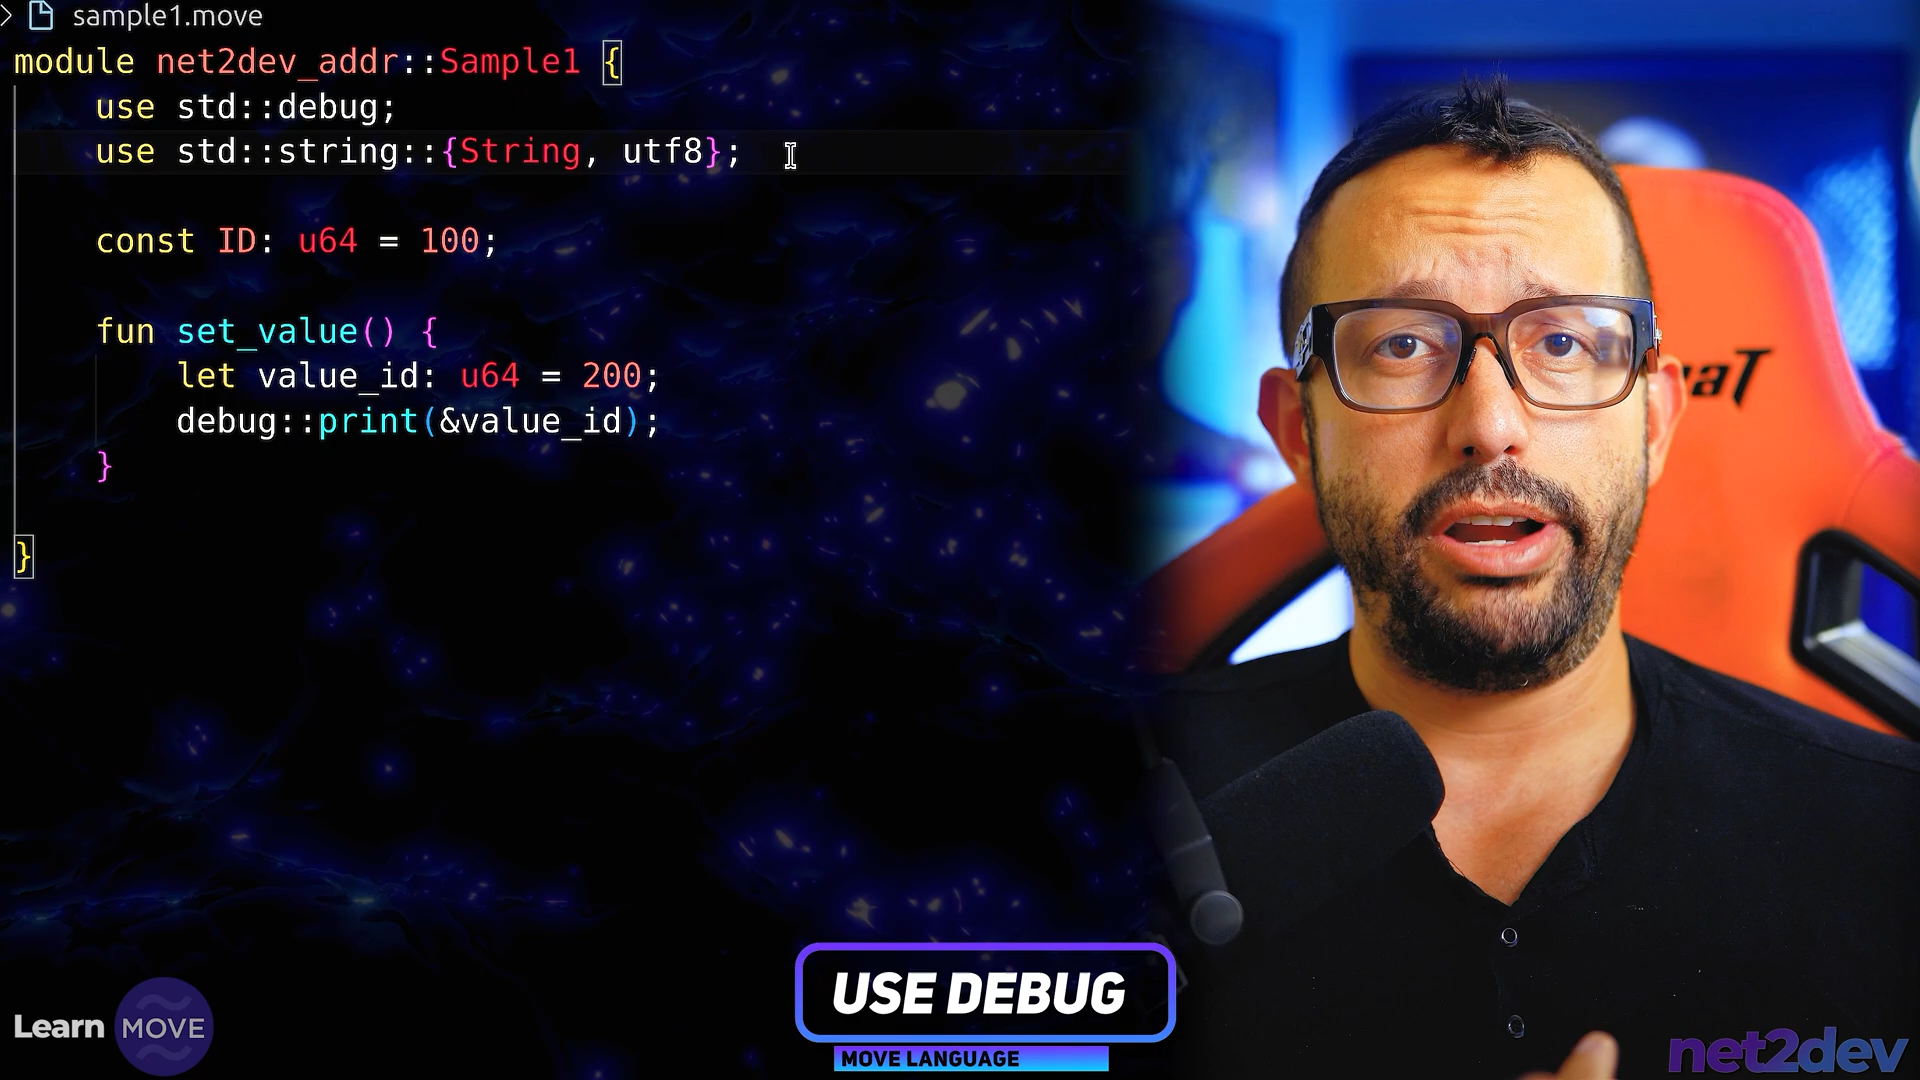 sample1.move
module net2dev_addr::Sample1 {
    use std::debug;
    use std::string::{String, utf8};
    const ID: u64 = 100;
    fun set_value() {
        let value_id: u64 = 200;
        debug::print(&value_id);
    }
}
USE DEBUG
MOVE LANGUAGE
Learn MOVE
net2dev